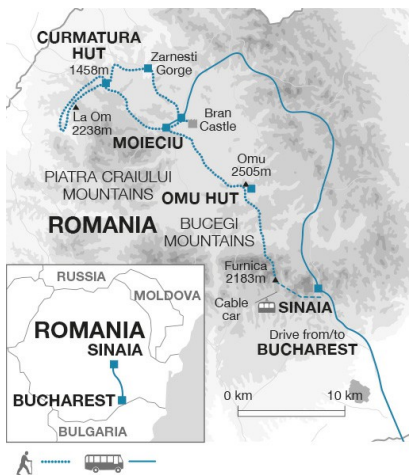 CURMATURA
HUT
1458m
Zarnesti
Gorge
La Om
2238m
Bran
Castle
MOIECIU
PIATRA CRAIULUI
MOUNTAINS
Omu
2505m
OMU HUT
ROMANIA
BUCEGI
MOUNTAINS
Furnica
2183m
Cable
car
SINAIA
Drive from/to
BUCHAREST
0 km
10 km
RUSSIA
MOLDOVA
ROMANIA
SINAIA
BUCHAREST
BULGARIA